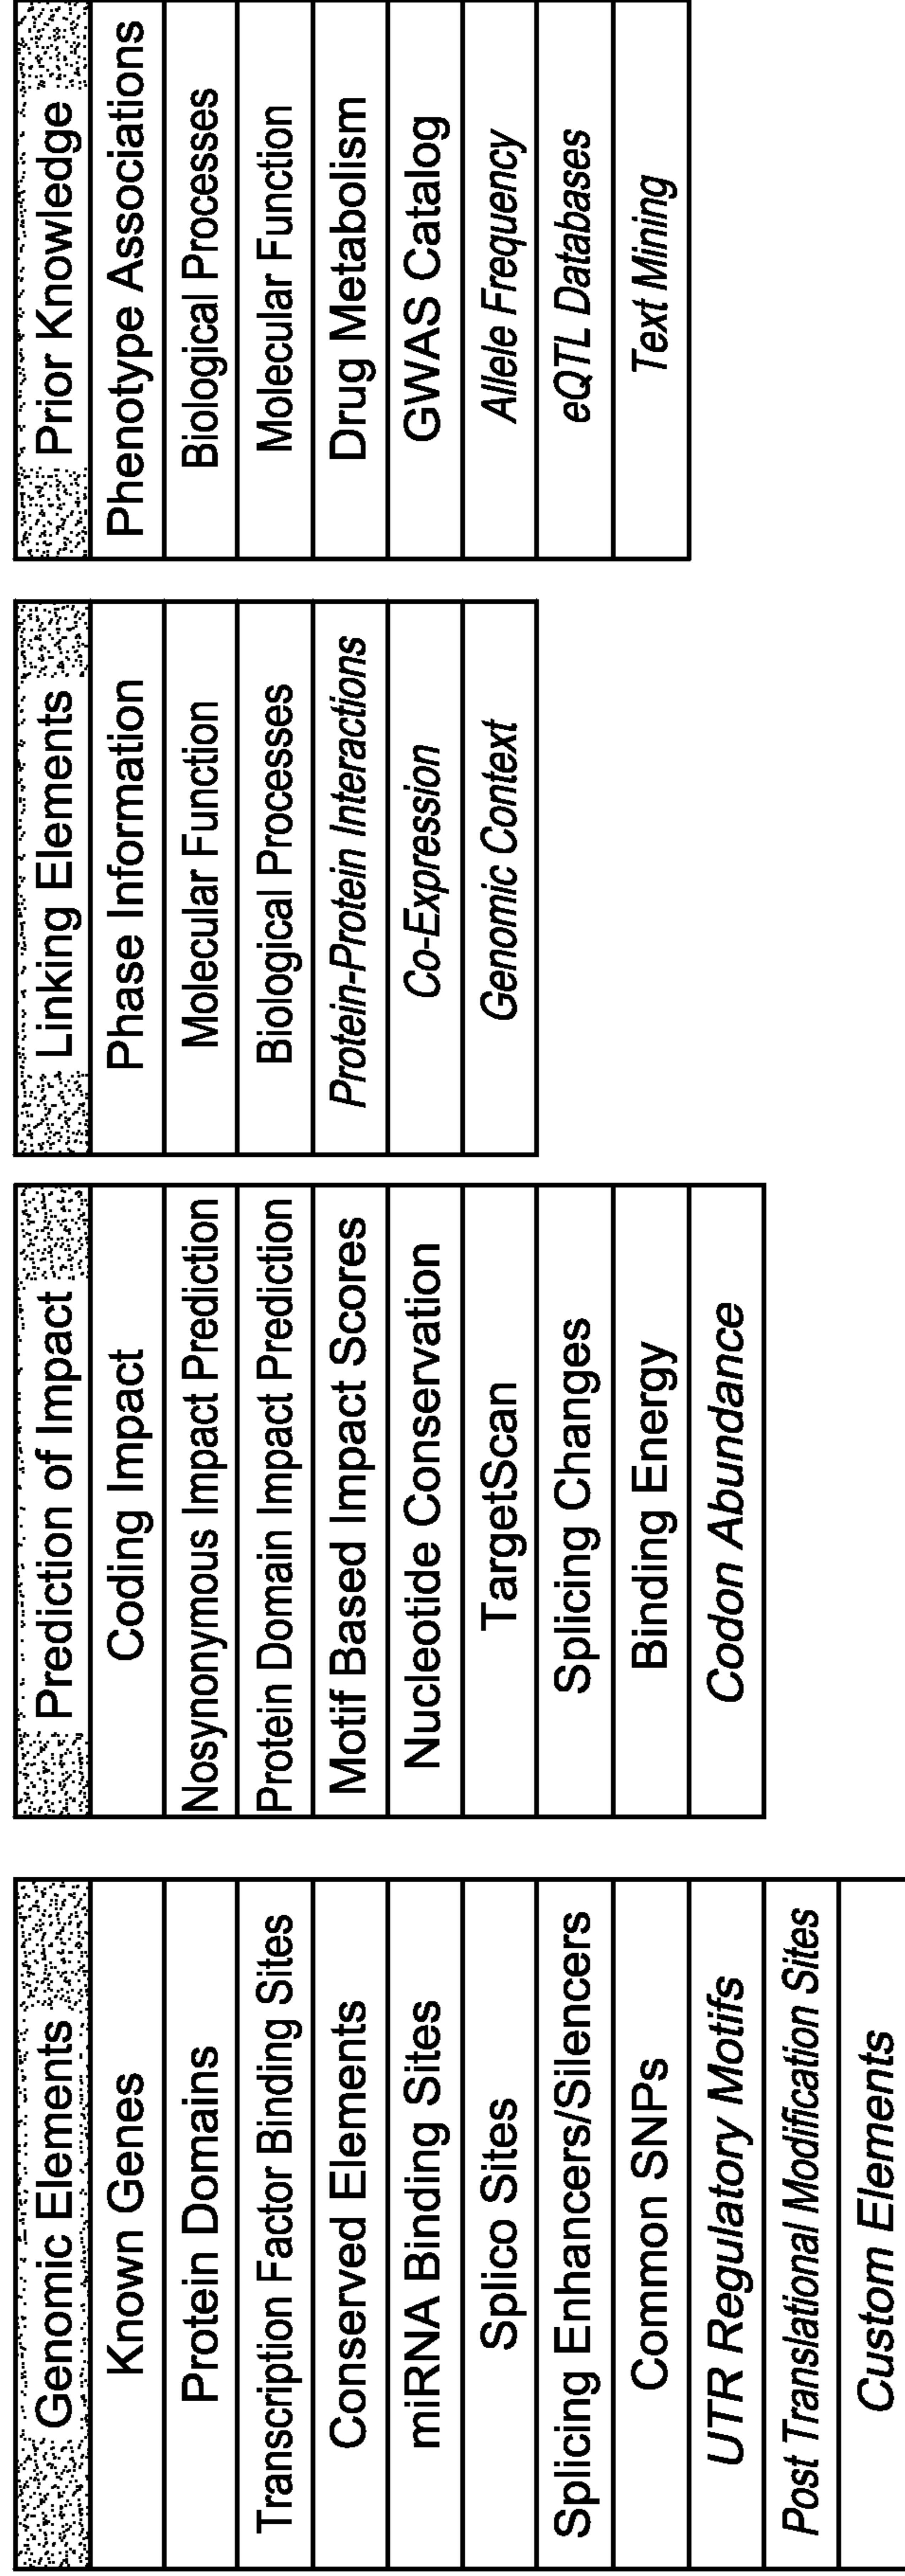 Genomic Elements
Known Genes
Protein Domains
Transcription Factor Binding Sites
Conserved Elements
miRNA Binding Sites
Splico Sites
Splicing Enhancers/Silencers
Common SNPs
UTR Regulatory Motifs
Post Translational Modification Sites
Custom Elements
Prediction of Impact
Coding Impact
Nosynonymous Impact Prediction
Protein Domain Impact Prediction
Motif Based Impact Scores
Nucleotide Conservation
TargetScan
Splicing Changes
Binding Energy
Codon Abundance
Linking Elements
Phase Information
Molecular Function
Biological Processes
Protein-Protein Interactions
Co-Expression
Genomic Context
Prior Knowledge
Phenotype Associations
Biological Processes
Molecular Function
Drug Metabolism
GWAS Catalog
Allele Frequency
eQTL Databases
Text Mining